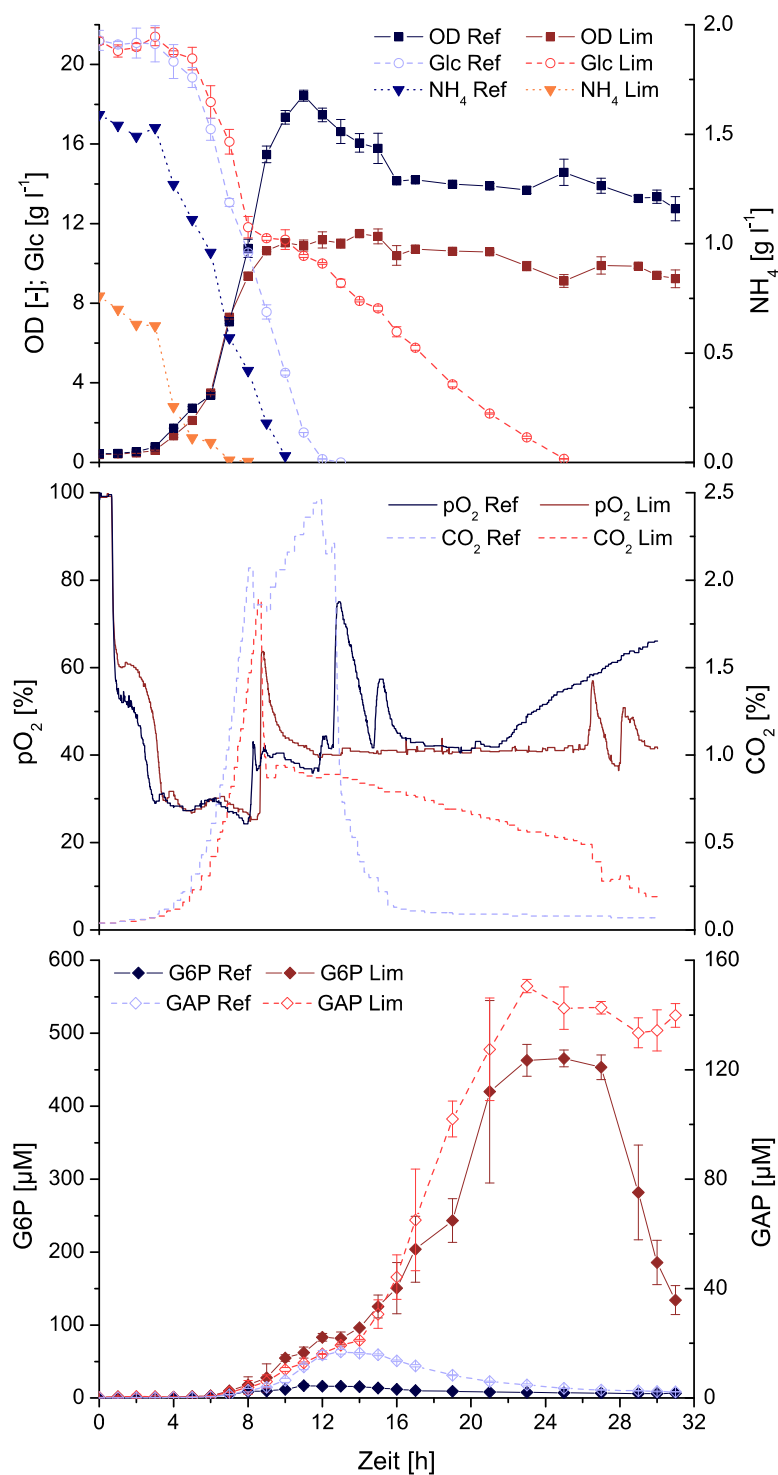 OD Ref OD Lim
Glc Ref Glc Lim
NH₄ Ref NH₄ Lim
OD [-]; Glc [g l⁻¹]
20
16
12
8
4
0
NH₄ [g l⁻¹]
2.0
1.5
1.0
0.5
0.0
pO₂ Ref pO₂ Lim
CO₂ Ref CO₂ Lim
pO₂ [%]
100
80
60
40
20
0
CO₂ [%]
2.5
2.0
1.5
1.0
0.5
0.0
G6P Ref G6P Lim
GAP Ref GAP Lim
G6P [µM]
600
500
400
300
200
100
0
GAP [µM]
160
120
80
40
0
0 4 8 12 16 20 24 28 32
Zeit [h]